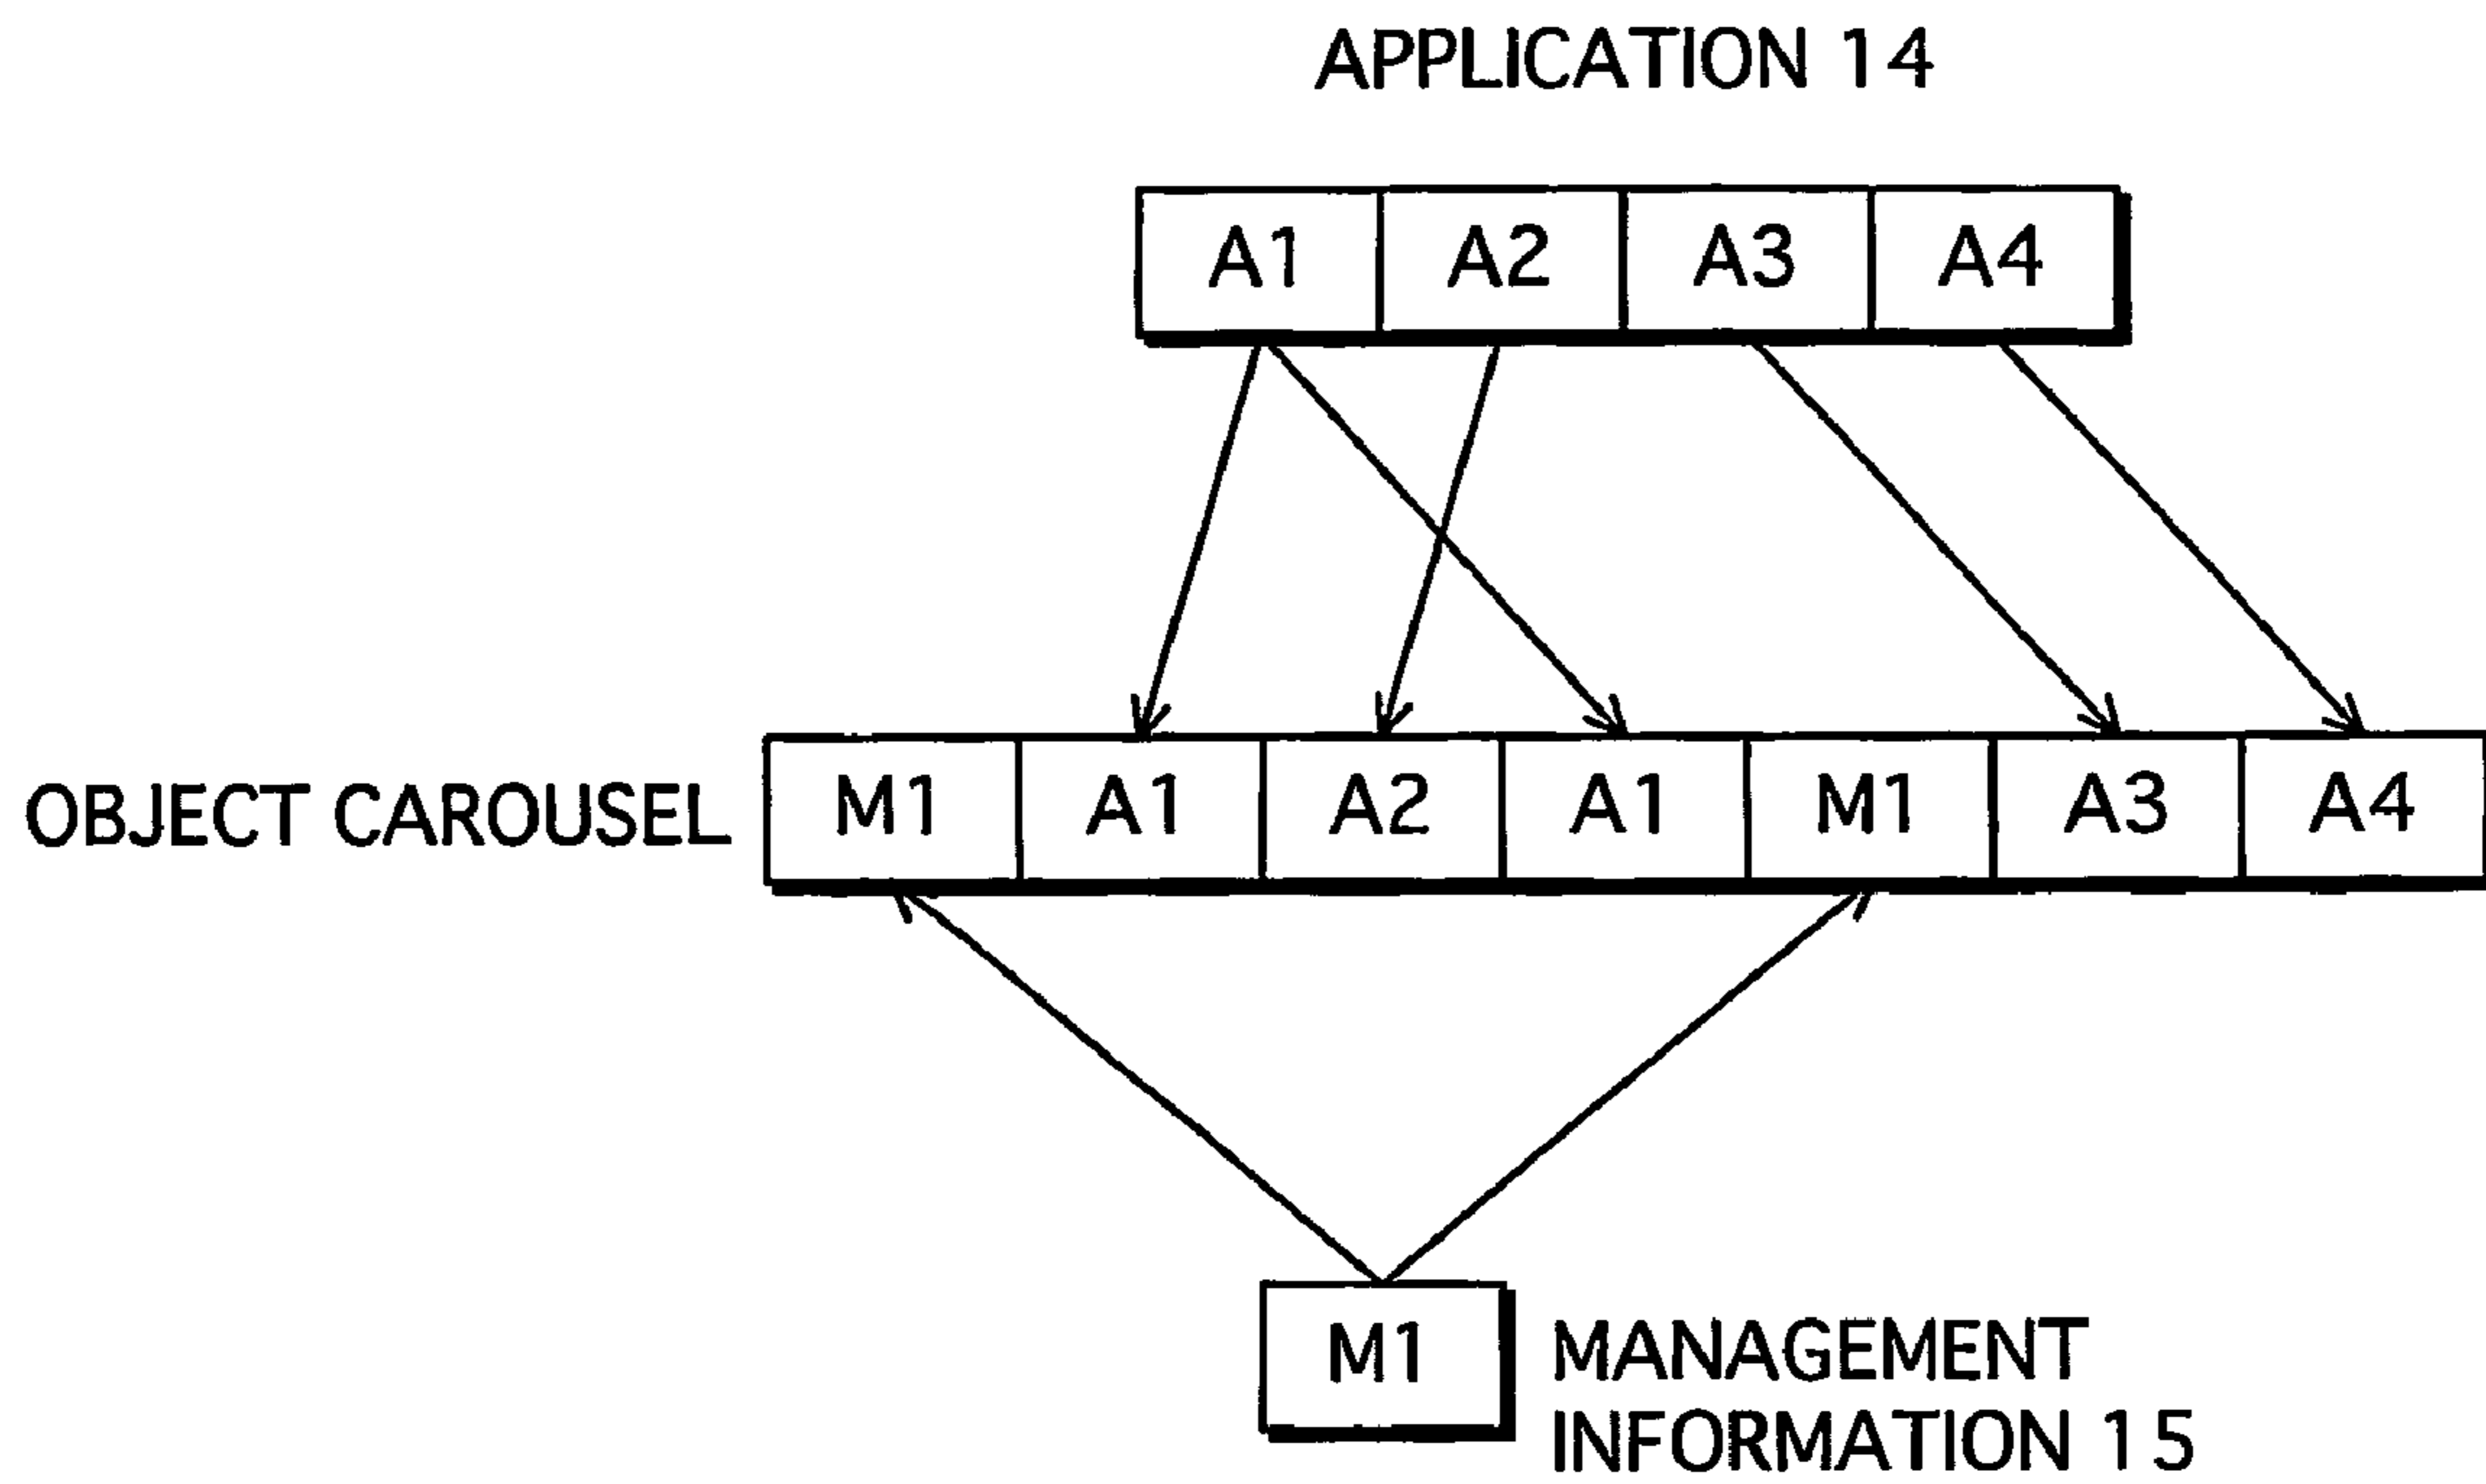 APPLICATION 14
A1 A2 A3 A4
OBJECT CAROUSEL M1 A1 A2 A1 M1 A3 A4
M1 MANAGEMENT
INFORMATION 15